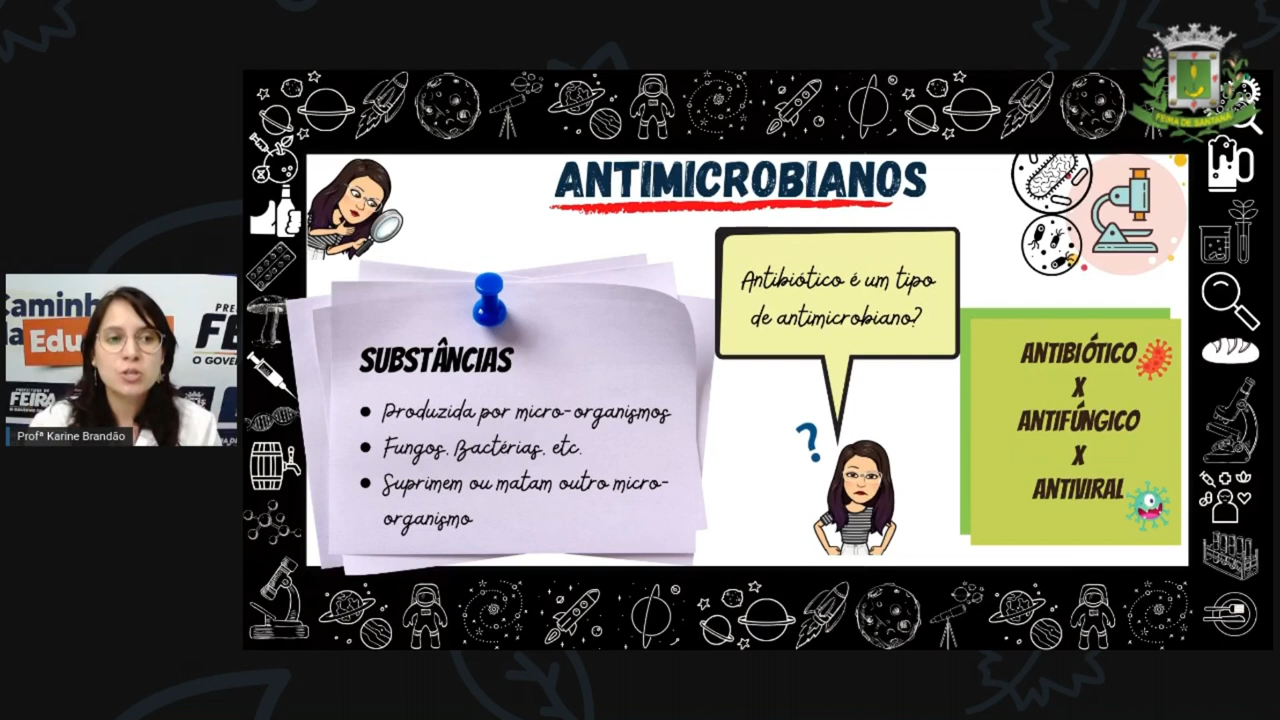 ANTIMICROBIANOS
SUBSTÂNCIAS
Produzida por micro-organismos
Fungos, Bactérias, etc.
Suprimem ou matam outro micro-
organismo
Antibiótico é um tipo
de antimicrobiano?
?
ANTIBIÓTICO
X
ANTIFÚNGICO
X
ANTIVIRAL
FEIRA DE SANTANA
Edu
FEIRA
Profª Karine Brandão